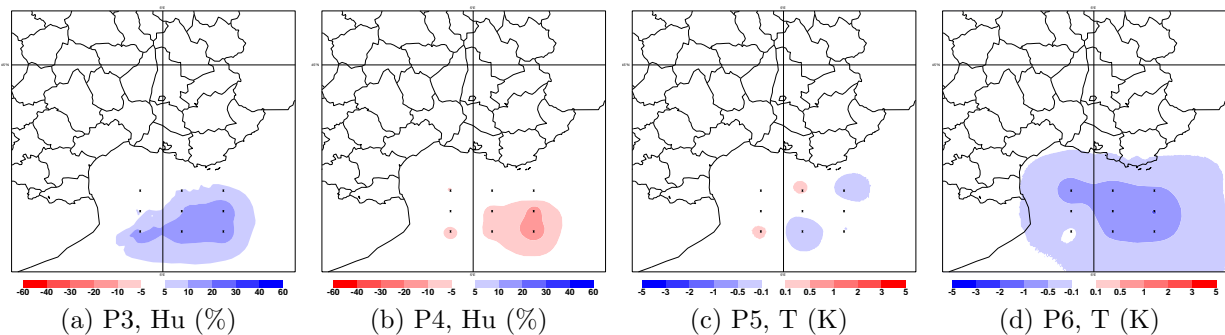 -60 -40 -30 -20 -10 -5 5 10 20 30 40 60
-60 -40 -30 -20 -10 -5 5 10 20 30 40 60
-5 -3 -2 -1 -0.5 -0.1 0.1 0.5 1 2 3 5
-5 -3 -2 -1 -0.5 -0.1 0.1 0.5 1 2 3 5
(a) P3, Hu (%)
(b) P4, Hu (%)
(c) P5, T (K)
(d) P6, T (K)